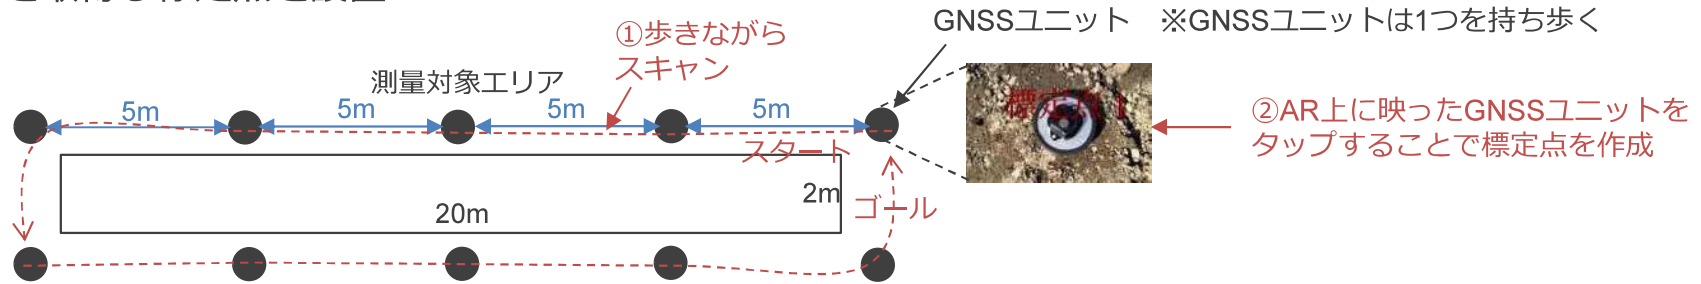 GNSSユニット ※GNSSユニットは1つを持ち歩く
①歩きながら
スキャン
測量対象エリア
5m
5m
5m
5m
標定点1
②AR上に映ったGNSSユニットを
タップすることで標定点を作成
スタート
2m
20m
ゴール